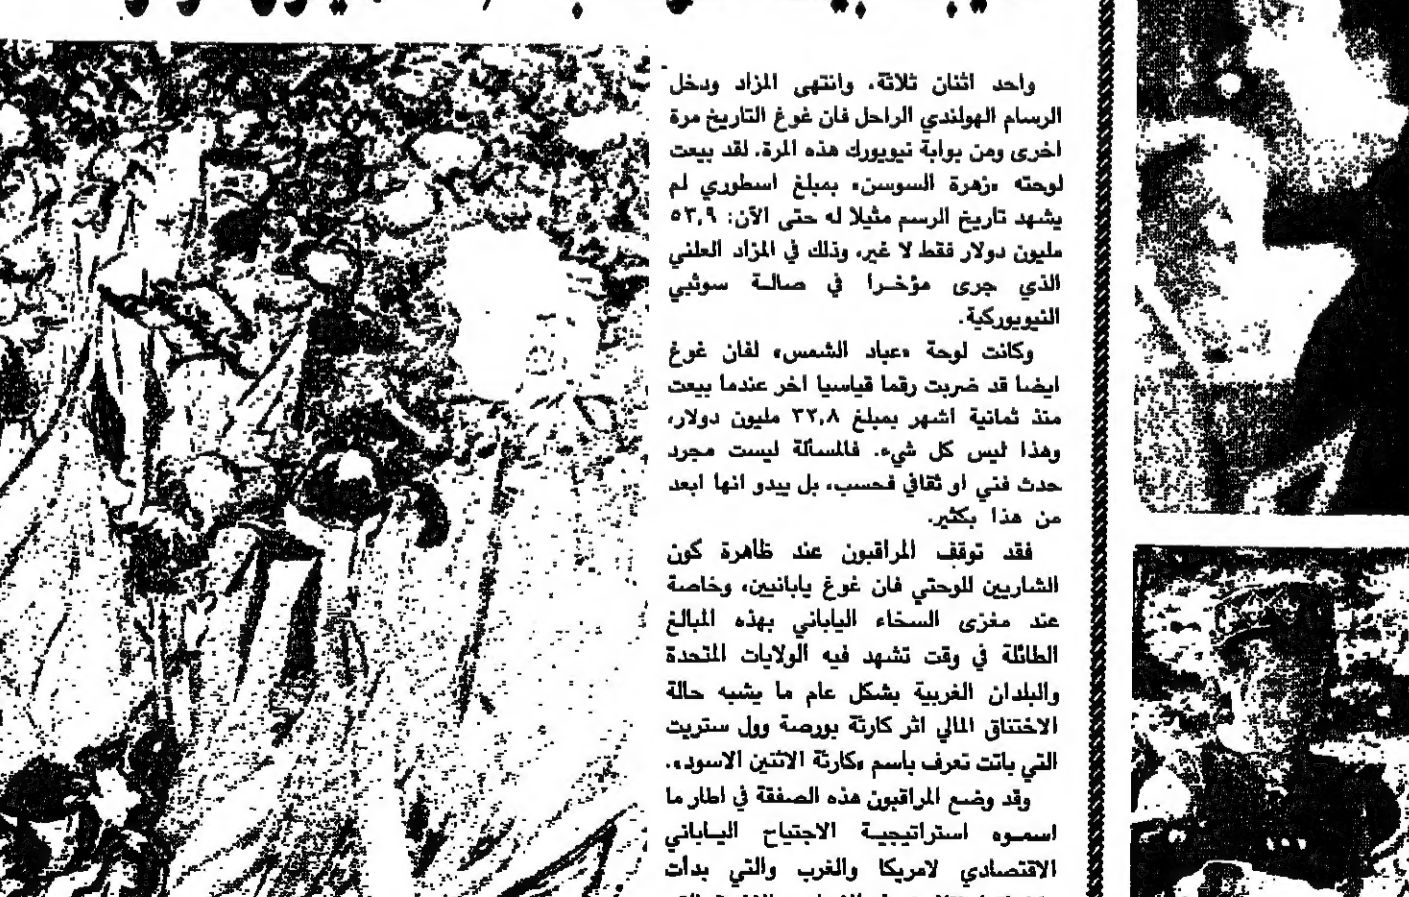 واحد اثنان ثلاثة، وانتهى المزاد ودخل
الرسام الهولندي الراحل فان غوغ التاريخ مرة
اخرى ومن بوابة نيويورك هذه المرة. لقد بيعت
لوحته «زهرة السوسن» بمبلغ اسطوري لم
يشهد تاريخ الرسم مثيلا له حتى الآن: ٥٣,٩
مليون دولار فقط لا غير، وذلك في المزاد العلني
الذي جرى مؤخرا في صالة سوثبي
النيويوركية.
وكانت لوحة «عباد الشمس» لفان غوغ
ايضا قد ضربت رقما قياسيا اخر عندما بيعت
منذ ثمانية اشهر بمبلغ ٣٢,٨ مليون دولار،
وهذا ليس كل شيء. فالمسألة ليست مجرد
حدث فني او ثقافي فحسب، بل يبدو انها ابعد
من هذا بكثير.
فقد توقف المراقبون عند ظاهرة كون
الشاريين للوحتي فان غوغ يابانيين، وخاصة
عند مغزى السخاء الياباني بهذه المبالغ
الطائلة في وقت تشهد فيه الولايات المتحدة
والبلدان الغربية بشكل عام ما يشبه حالة
الاختناق المالي اثر كارثة بورصة وول ستريت
التي باتت تعرف بأسم «كارثة الاثنين الاسود».
وقد وضع المراقبون هذه الصفقة في اطار ما
اسموه استراتيجية الاجتياح الياباني
الاقتصادي لامريكا والغرب والتي بدأت